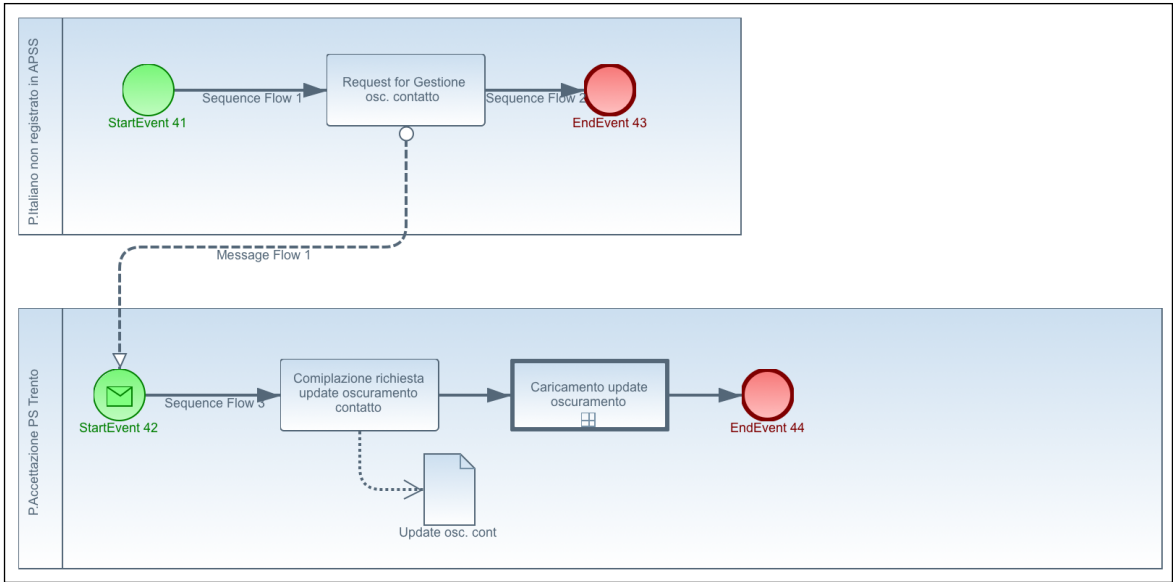 P.Italiano non registrato in APSS
StartEvent 41
Sequence Flow 1
Request for Gestione
osc. contatto
Sequence Flow 2
EndEvent 43
Message Flow 1
P.Accettazione PS Trento
StartEvent 42
Sequence Flow 3
Comiplazione richiesta
update oscuramento
contatto
Caricamento update
oscuramento
EndEvent 44
Update osc. cont